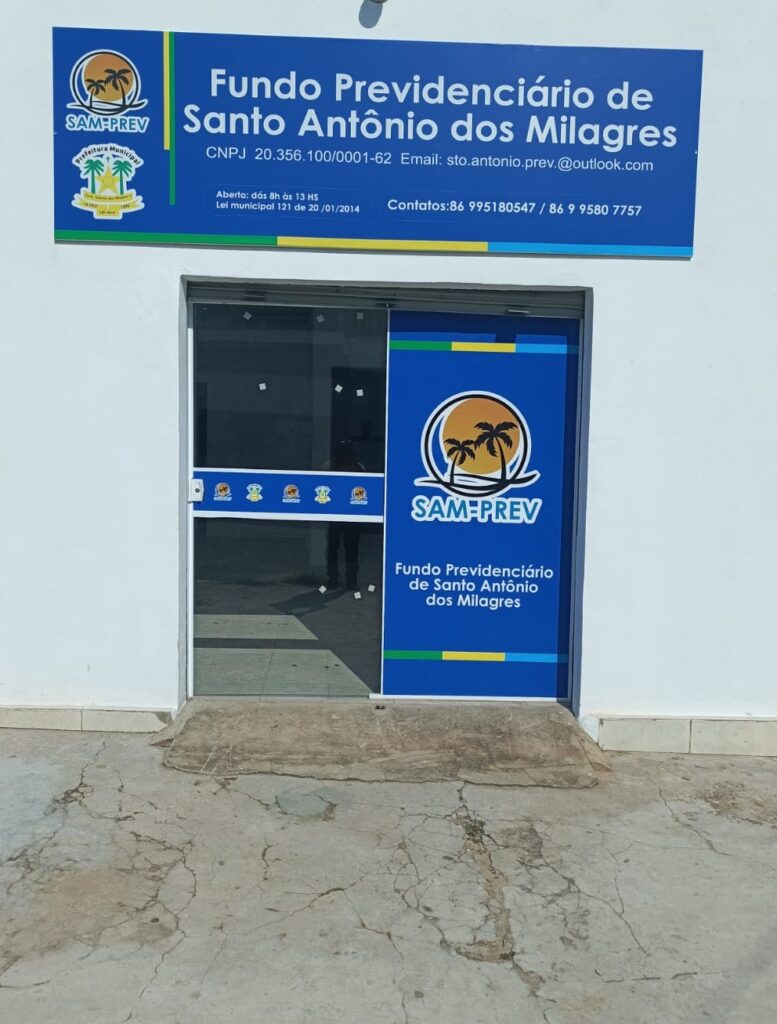 Fundo Previdenciário de
Santo Antônio dos Milagres
CNPJ 20.356.100/0001-62 Email: sto.antonio.prev.@outlook.com
Aberto: dás 8h às 13 HS
Lei municipal 121 de 20 /01/2014
Contatos:86 995180547 / 86 9 9580 7757
SAM-PREV
Prefeitura Municipal
SAM-PREV
Fundo Previdenciário
de Santo Antônio
dos Milagres